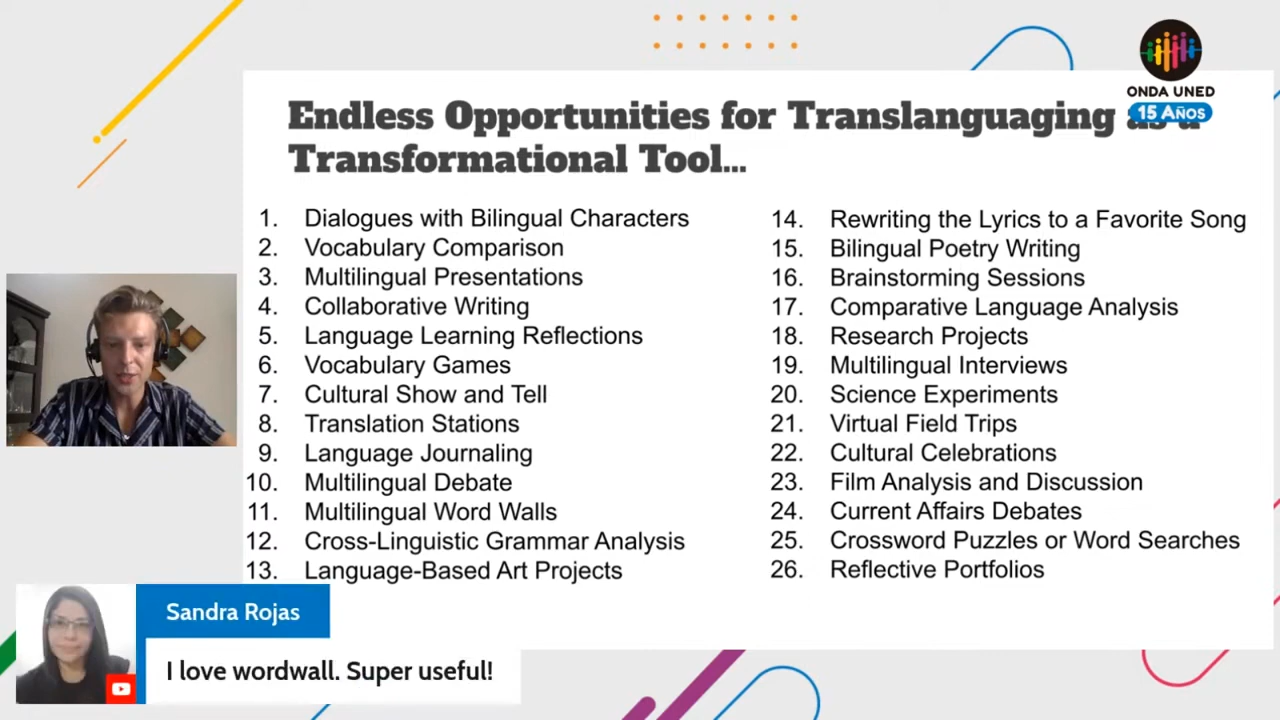 Endless Opportunities for Translanguaging as a
Transformational Tool...
ONDA UNED
15 AÑOS
1. Dialogues with Bilingual Characters
2. Vocabulary Comparison
3. Multilingual Presentations
4. Collaborative Writing
5. Language Learning Reflections
6. Vocabulary Games
7. Cultural Show and Tell
8. Translation Stations
9. Language Journaling
10. Multilingual Debate
11. Multilingual Word Walls
12. Cross-Linguistic Grammar Analysis
13. Language-Based Art Projects
14. Rewriting the Lyrics to a Favorite Song
15. Bilingual Poetry Writing
16. Brainstorming Sessions
17. Comparative Language Analysis
18. Research Projects
19. Multilingual Interviews
20. Science Experiments
21. Virtual Field Trips
22. Cultural Celebrations
23. Film Analysis and Discussion
24. Current Affairs Debates
25. Crossword Puzzles or Word Searches
26. Reflective Portfolios
Sandra Rojas
I love wordwall. Super useful!